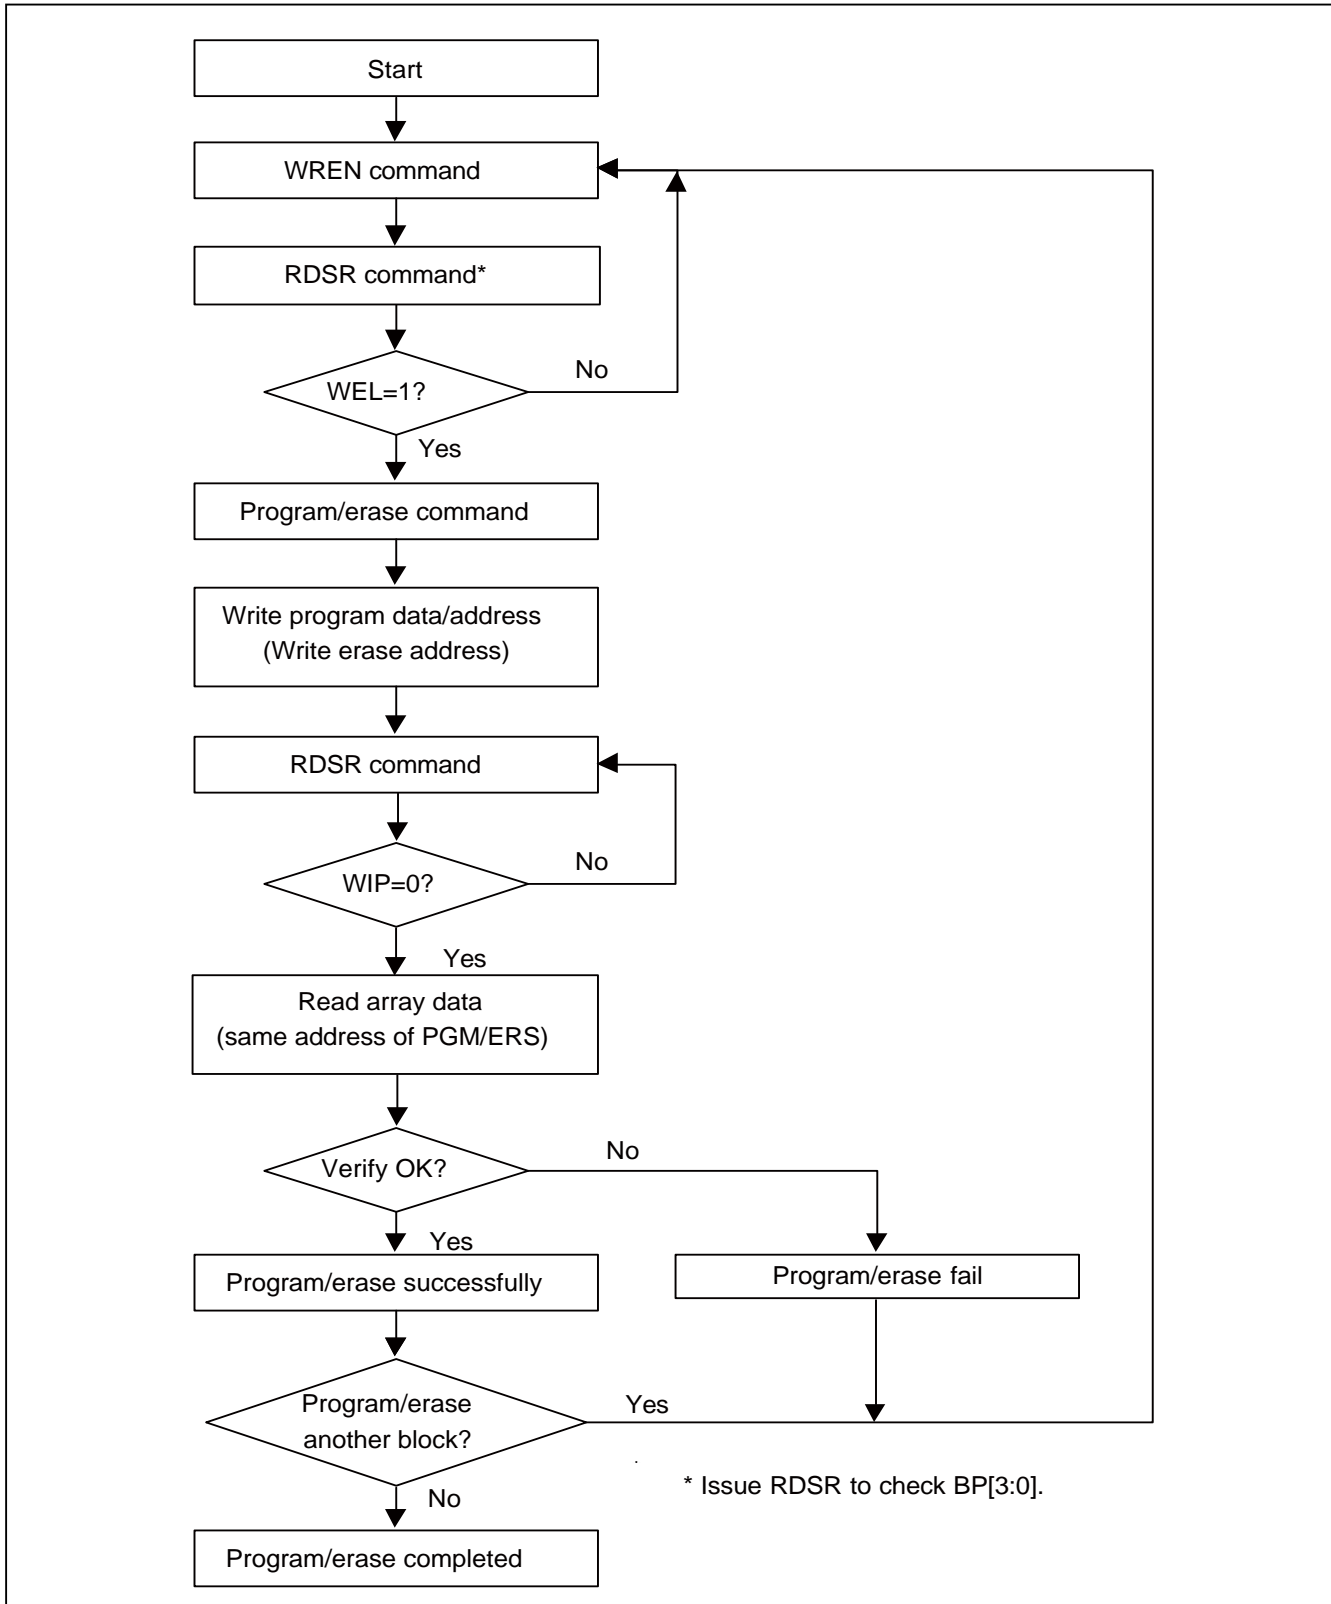 Start
WREN command
RDSR command*
WEL=1?
No
Yes
Program/erase command
Write program data/address
(Write erase address)
RDSR command
WIP=0?
No
Yes
Read array data
(same address of PGM/ERS)
Verify OK?
No
Yes
Program/erase successfully
Program/erase fail
Program/erase
another block?
Yes
* Issue RDSR to check BP[3:0].
No
Program/erase completed